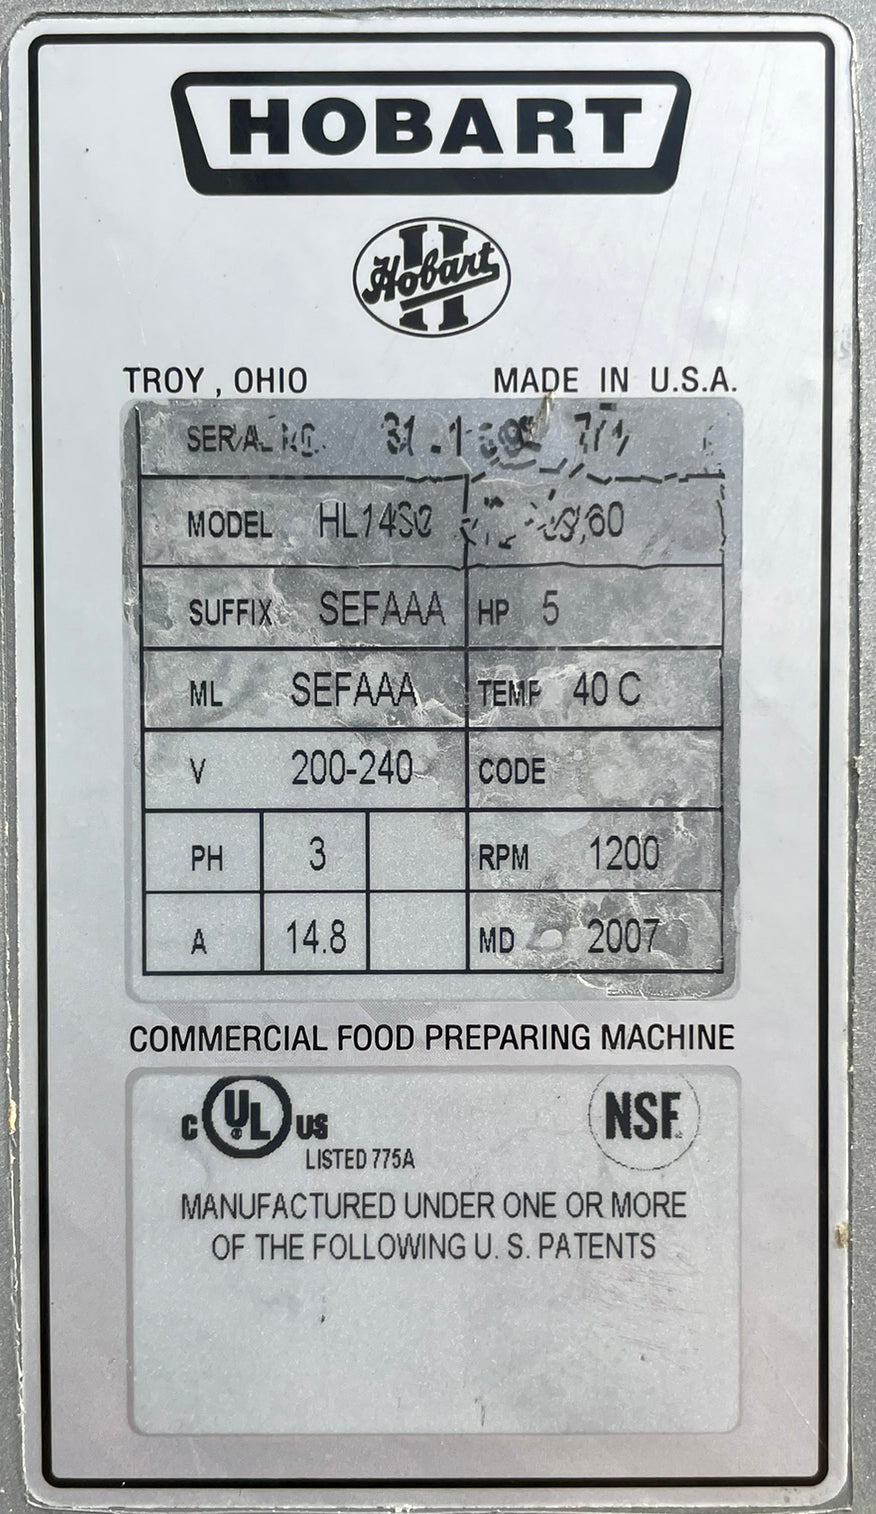 HOBART
Hobart
TROY, OHIO MADE IN U.S.A.
SERIAL NO.
MODEL
SUFFIX SEFAAA HP 5
ML SEFAAA TEMP 40 C
V 200-240 CODE
PH 3 RPM 1200
A 14.8 MD 2007
COMMERCIAL FOOD PREPARING MACHINE
C UL US NSF
LISTED 775A
MANUFACTURED UNDER ONE OR MORE
OF THE FOLLOWING U. S. PATENTS